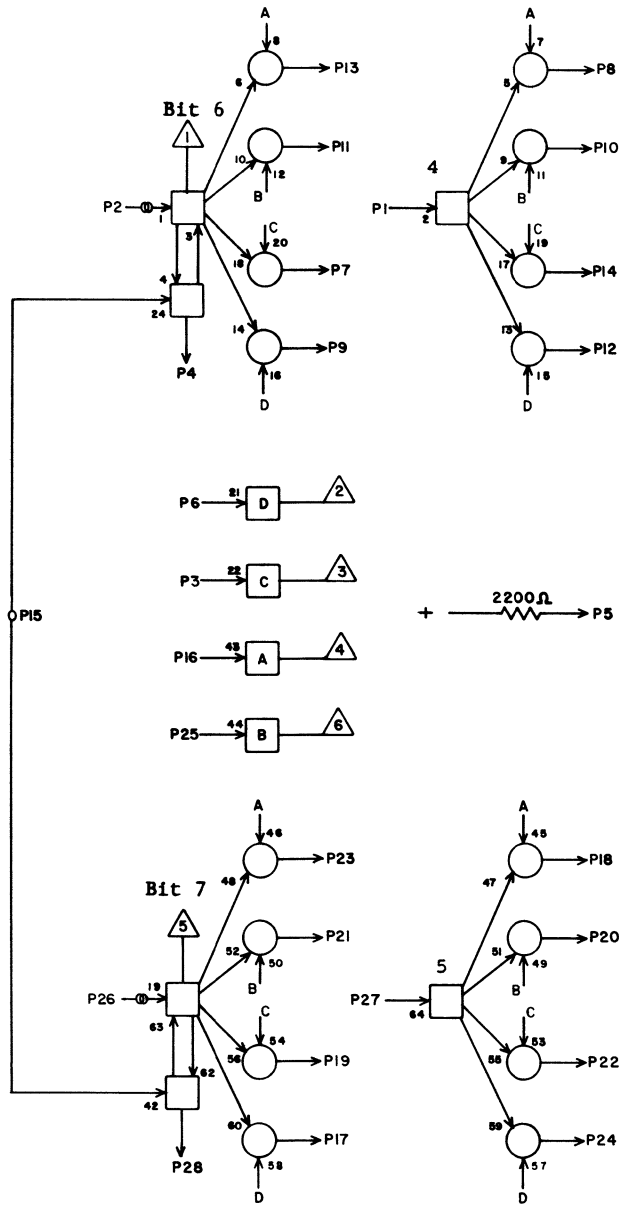 A
8
6
P13
Bit 6
1
10
12
P11
B
P2
1
3
C
20
18
P7
4
24
14
P9
16
P4
D
A
7
5
P8
4
9
11
P10
B
P1
2
C
19
17
P14
13
P12
15
D
P6
21
D
2
P3
22
C
3
P15
+
2200Ω
P5
P16
43
A
4
P25
44
B
6
A
46
48
P23
Bit 7
5
52
50
P21
B
P26
19
63
C
54
56
P19
62
42
60
P17
58
P28
D
A
45
47
P18
5
51
49
P20
B
P27
64
C
53
55
P22
59
P24
57
D